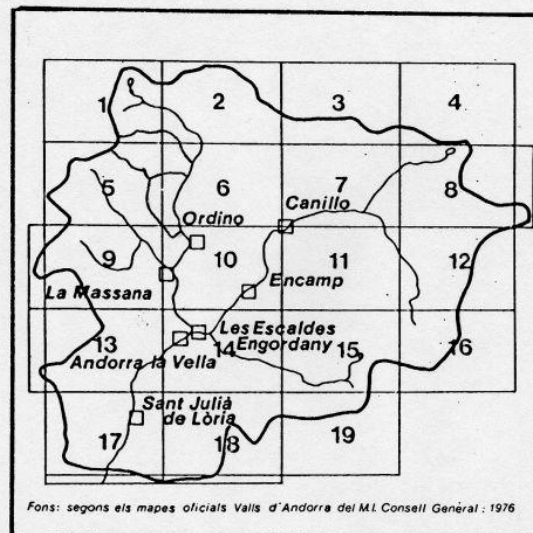 1 2 3 4
5 6 7 8
Canillo
Ordino
9 10 11 12
La Massana
Encamp
13 Les Escaldes
Engordany
Andorra la Vella 14 15 16
Sant Julià
de Lòria
17 18 19
Fons: segons els mapes oficials Valls d'Andorra del M.I. Consell General: 1976